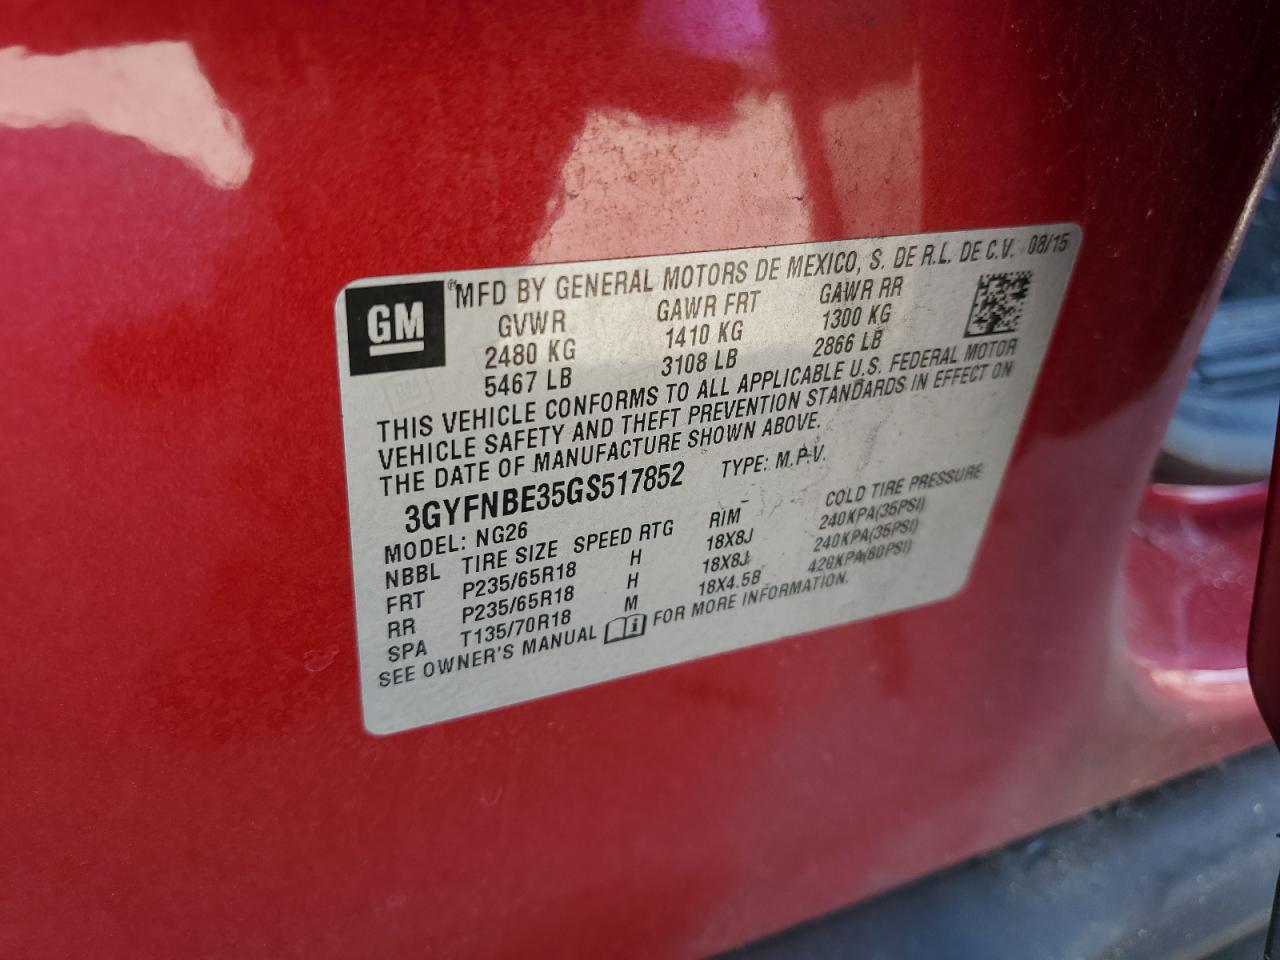 GM
MFD BY GENERAL MOTORS DE MEXICO, S. DE R.L. DE C.V. 08/15
GVWR GAWR FRT GAWR RR
2480 KG 1410 KG 1300 KG
5467 LB 3108 LB 2866 LB
THIS VEHICLE CONFORMS TO ALL APPLICABLE U.S. FEDERAL MOTOR
VEHICLE SAFETY AND THEFT PREVENTION STANDARDS IN EFFECT ON
THE DATE OF MANUFACTURE SHOWN ABOVE.
3GYFNBE35GS517852 TYPE: M.P.V.
MODEL: NG26
NBBL TIRE SIZE SPEED RTG RIM COLD TIRE PRESSURE
FRT P235/65R18 H 18X8J 240KPA(35PSI)
RR P235/65R18 H 18X8J 240KPA(35PSI)
SPA T135/70R18 M 18X4.5B 420KPA(60PSI)
SEE OWNER'S MANUAL FOR MORE INFORMATION.